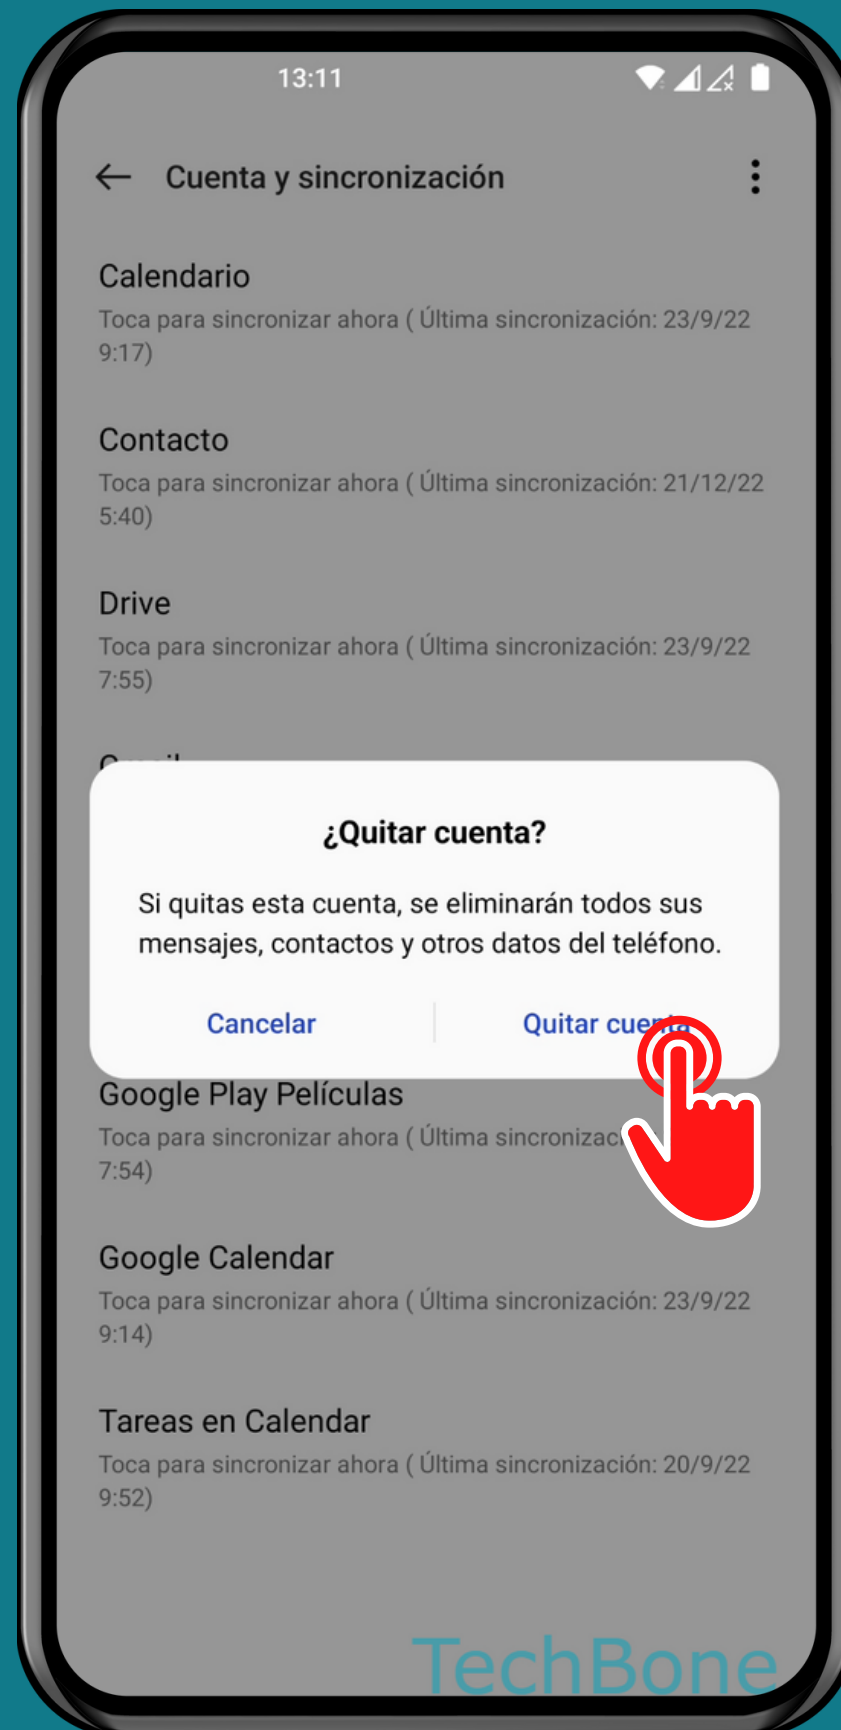 13:11
Cuenta y sincronización
Calendario
Toca para sincronizar ahora ( Última sincronización: 23/9/22
9:17)
Contacto
Toca para sincronizar ahora ( Última sincronización: 21/12/22
5:40)
Drive
Toca para sincronizar ahora ( Última sincronización: 23/9/22
7:55)
¿Quitar cuenta?
Si quitas esta cuenta, se eliminarán todos sus
mensajes, contactos y otros datos del teléfono.
Cancelar
Quitar cuenta
Google Play Películas
Toca para sincronizar ahora ( Última
7:54)
Google Calendar
Toca para sincronizar ahora ( Última sincronización: 23/9/22
9:14)
Tareas en Calendar
Toca para sincronizar ahora ( Última sincronización: 20/9/22
9:52)
TechBone